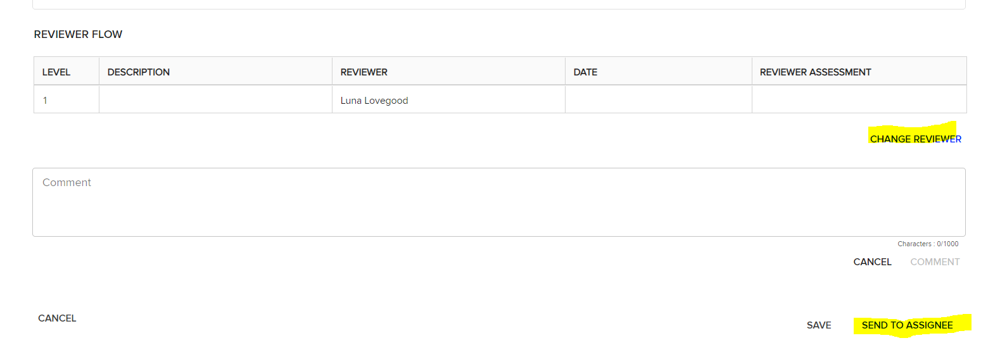 REVIEWER FLOW
LEVEL DESCRIPTION REVIEWER DATE REVIEWER ASSESSMENT
1 Luna Lovegood
CHANGE REVIEWER
Comment
Characters : 0/1000
CANCEL COMMENT
CANCEL
SAVE SEND TO ASSIGNEE